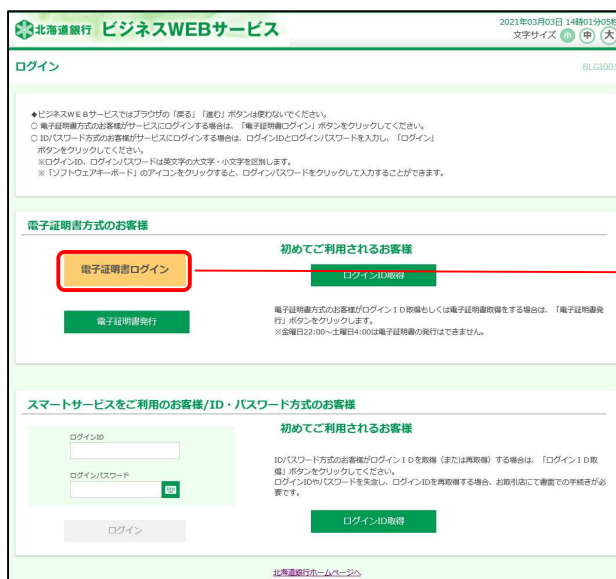 北海道銀行 ビジネスWEBサービス
2021年03月03日 14時01分05秒
文字サイズ 小 中 大
ログイン
BLGI001
◆ビジネスWEBサービスではブラウザの「戻る」「進む」ボタンは使わないでください。
○ 電子証明書方式のお客様がサービスにログインする場合は、「電子証明書ログイン」ボタンをクリックしてください。
○ ID/パスワード方式のお客様がサービスにログインする場合は、ログインIDとログインパスワードを入力し、「ログイン」
ボタンをクリックしてください。
※ログインID、ログインパスワードは英文字の大文字・小文字を区別します。
※「ソフトウェアキーボード」のアイコンをクリックすると、ログインパスワードをクリックして入力することができます。
電子証明書方式のお客様
電子証明書ログイン
電子証明書発行
初めてご利用されるお客様
ログインID取得
電子証明書方式のお客様がログインID取得もしくは電子証明書取得をする場合は、「電子証明書発
行」ボタンをクリックします。
※金曜日22:00~土曜日4:00は電子証明書の発行はできません。
スマートサービスをご利用のお客様/ID・パスワード方式のお客様
ログインID
ログインパスワード
ログイン
初めてご利用されるお客様
ID/パスワード方式のお客様がログインIDを取得（または再取得）する場合は、「ログインID取
得」ボタンをクリックしてください。
ログインIDやパスワードを失念し、ログインIDを再取得する場合、お取引店にて書面での手続きが必
要です。
ログインID取得
北海道銀行ホームページへ